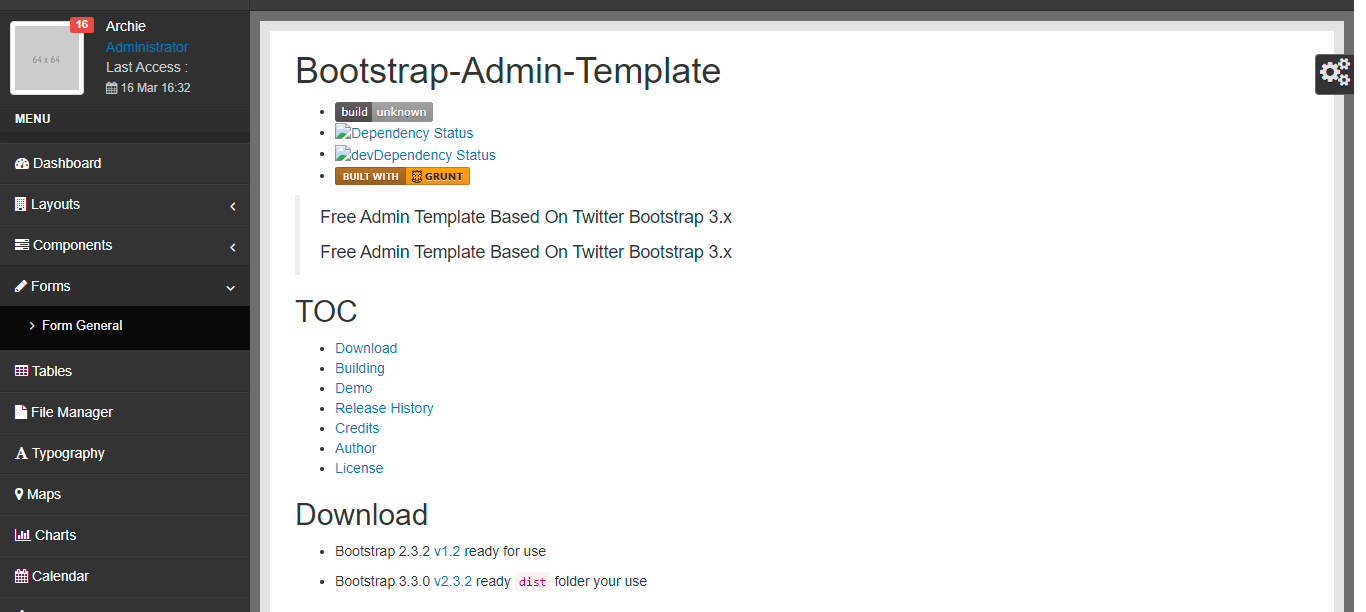 16
Archie
Administrator
Last Access :
16 Mar 16:32
64 x 64
MENU
Dashboard
Layouts
Components
Forms
Form General
Tables
File Manager
Typography
Maps
Charts
Calendar
Bootstrap-Admin-Template
build unknown
Dependency Status
devDependency Status
BUILT WITH GRUNT
Free Admin Template Based On Twitter Bootstrap 3.x
Free Admin Template Based On Twitter Bootstrap 3.x
TOC
Download
Building
Demo
Release History
Credits
Author
License
Download
Bootstrap 2.3.2 v1.2 ready for use
Bootstrap 3.3.0 v2.3.2 ready dist folder your use